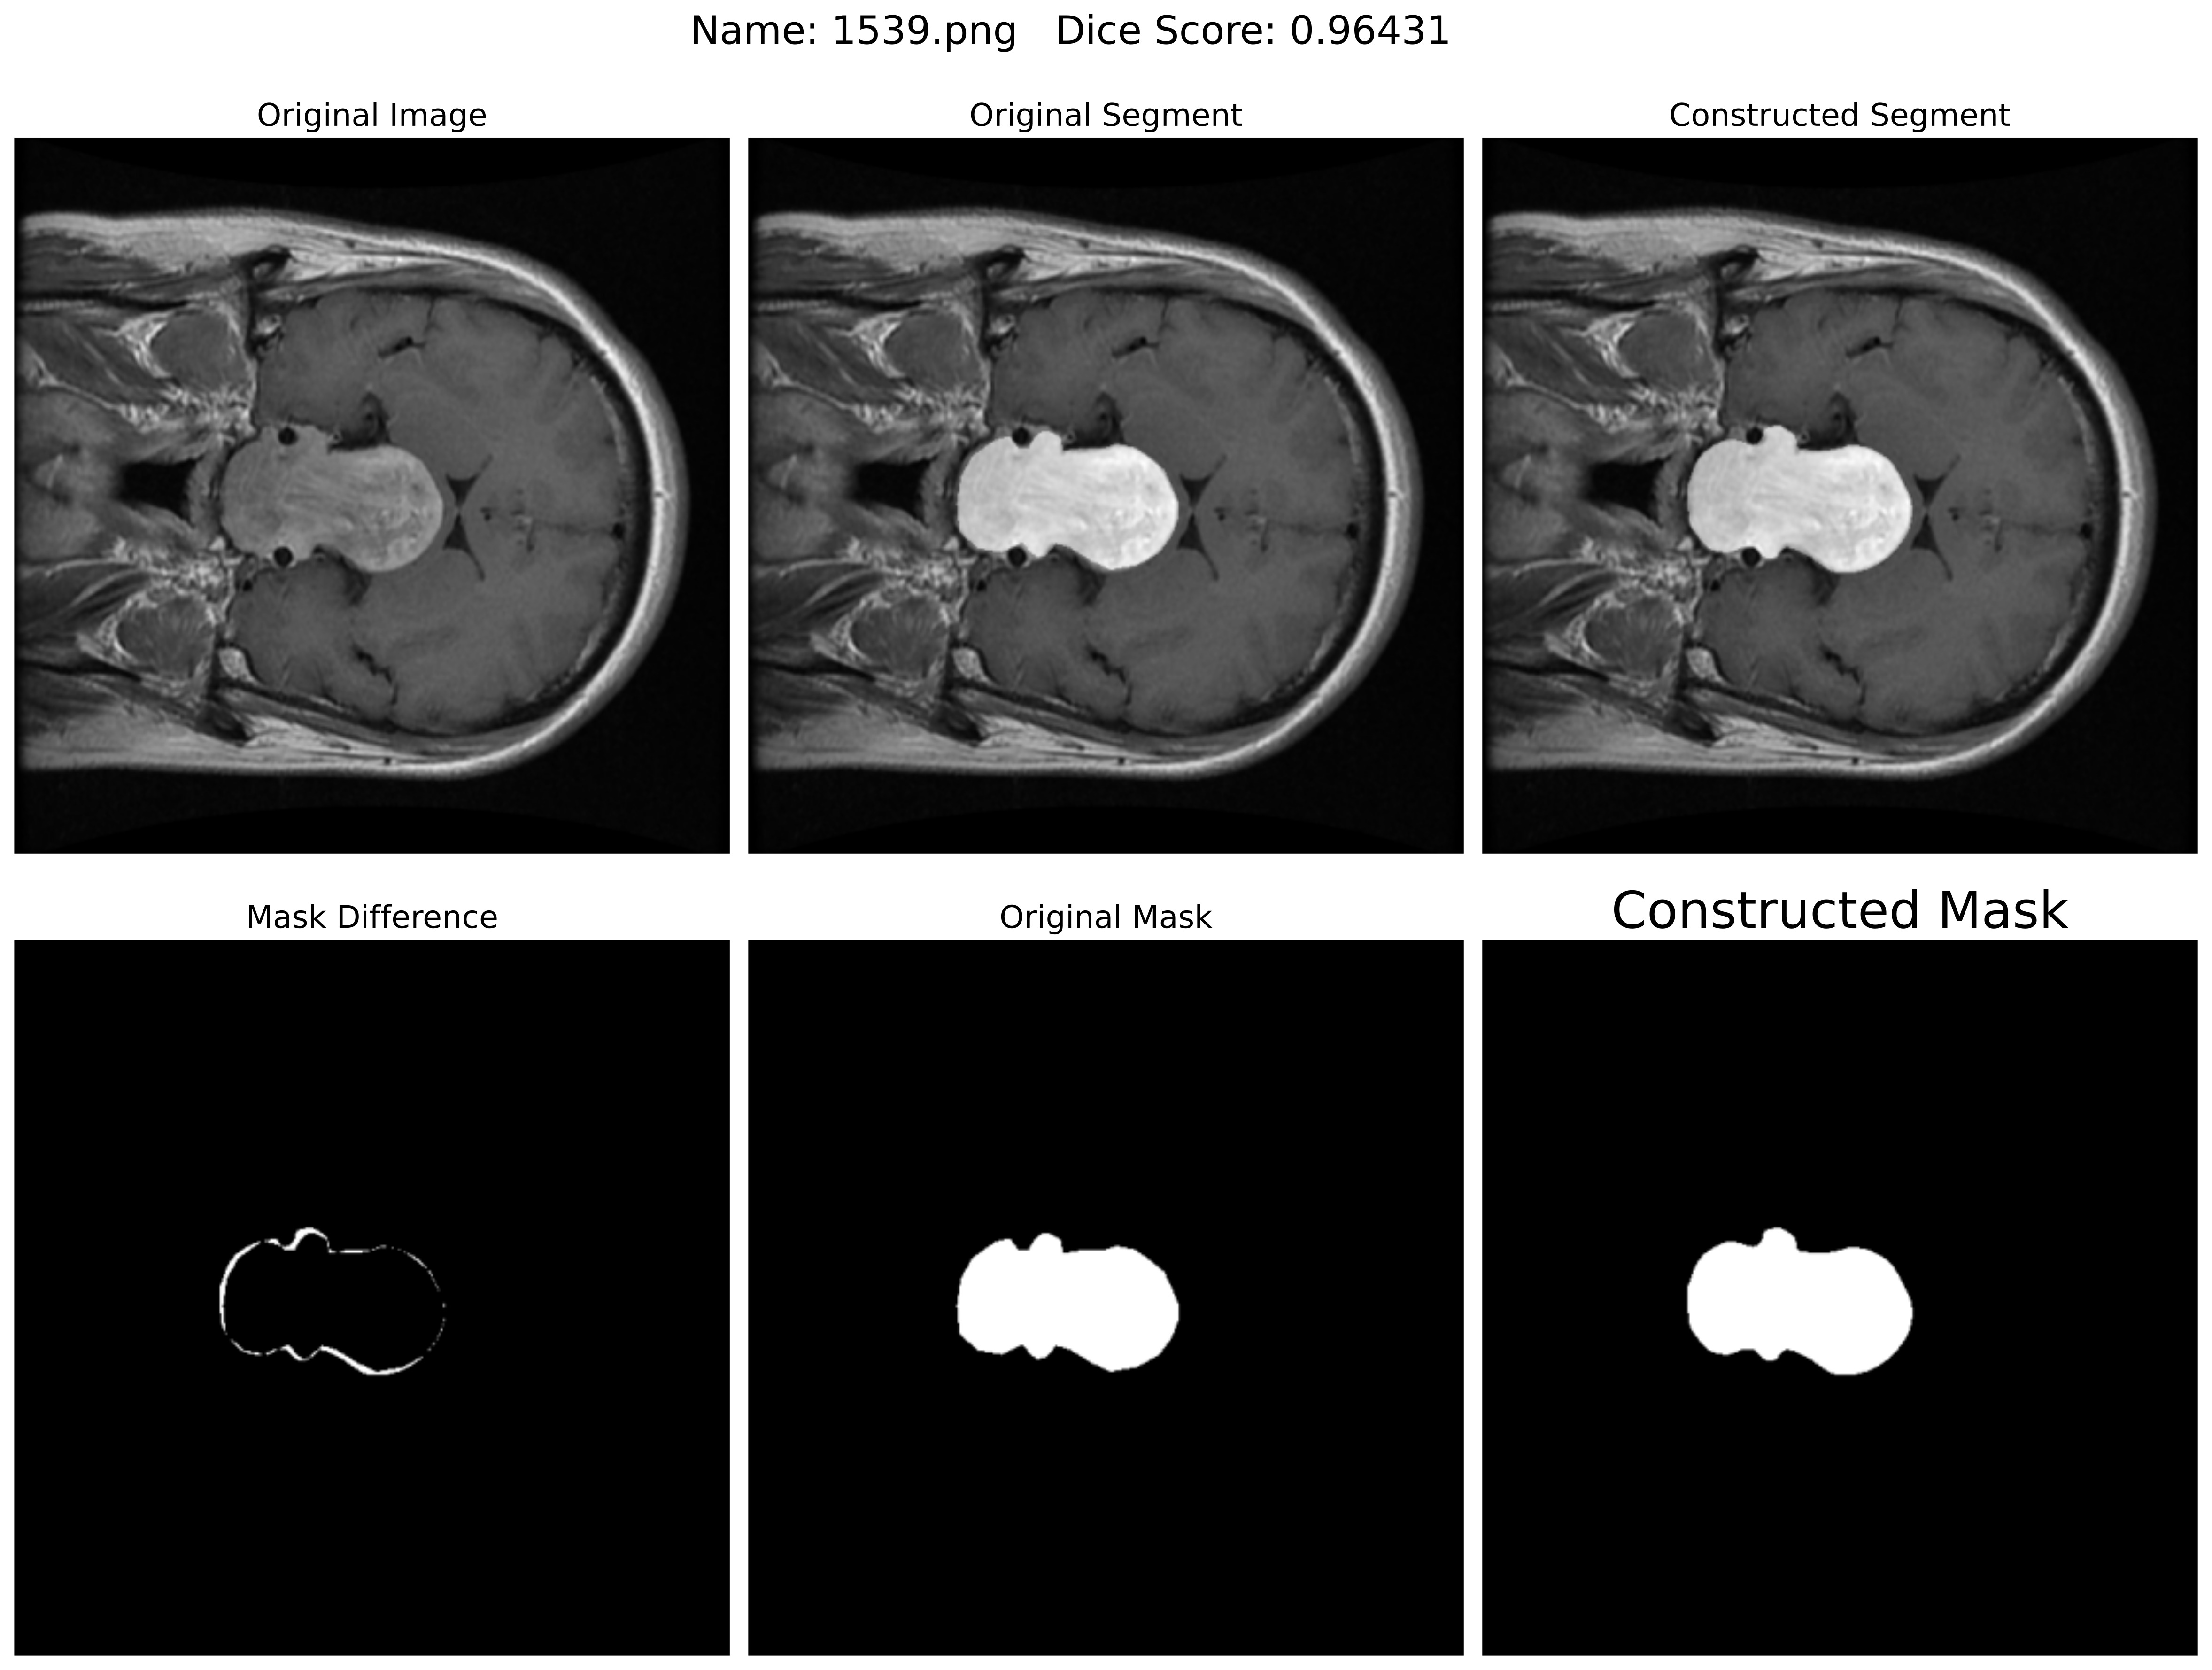 Name: 1539.png   Dice Score: 0.96431
Original Image
Original Segment
Constructed Segment
Mask Difference
Original Mask
Constructed Mask